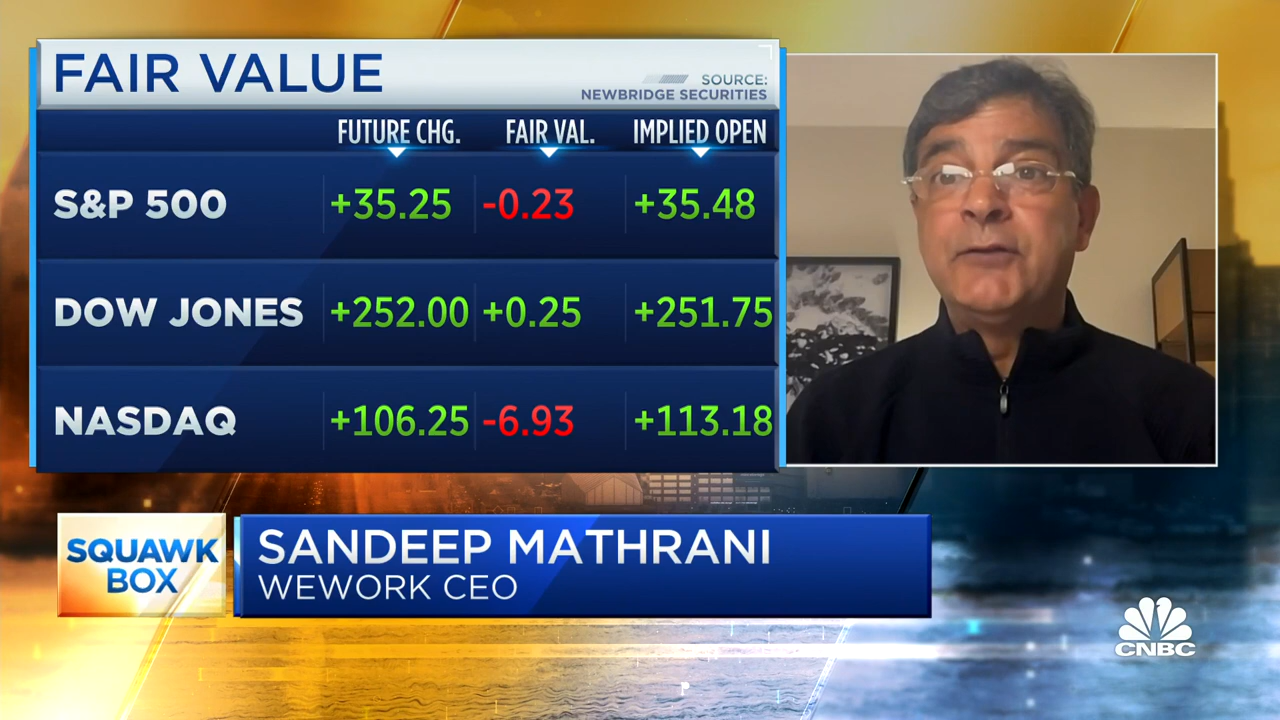 FAIR VALUE
SOURCE:
NEWBRIDGE SECURITIES
FUTURE CHG. FAIR VAL. IMPLIED OPEN
S&P 500 +35.25 -0.23 +35.48
DOW JONES +252.00 +0.25 +251.75
NASDAQ +106.25 -6.93 +113.18
SQUAWK
BOX
SANDEEP MATHRANI
WEWORK CEO
CNBC